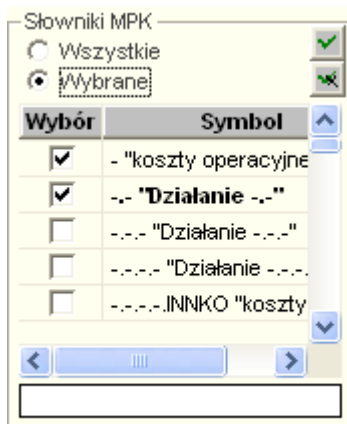 Słowniki MPK
Wszystkie
Wybrane
Wybór Symbol
- "koszty operacyjne
-.- "Działanie -.-"
-.-.- "Działanie -.-.-"
-.-.-.- "Działanie -.-.-.
-.-.-.-.INNKO "koszty